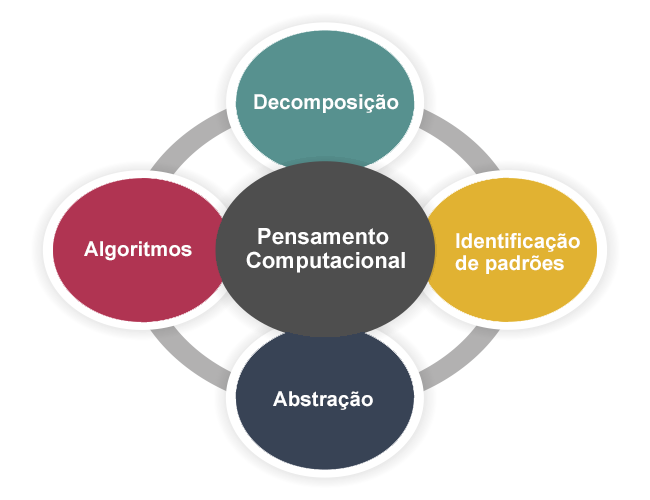 Decomposição
Algoritmos
Pensamento
Computacional
Identificação
de padrões
Abstração